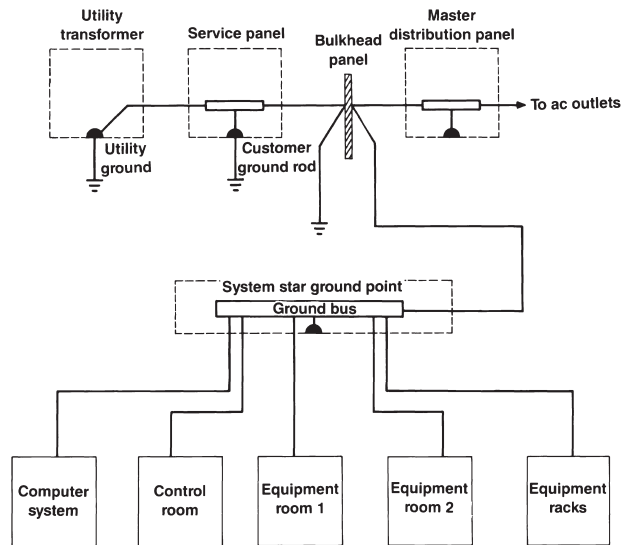 Utility
transformer
Service panel
Bulkhead
panel
Master
distribution panel
To ac outlets
Utility
ground
Customer
ground rod
System star ground point
Ground bus
Computer
system
Control
room
Equipment
room 1
Equipment
room 2
Equipment
racks